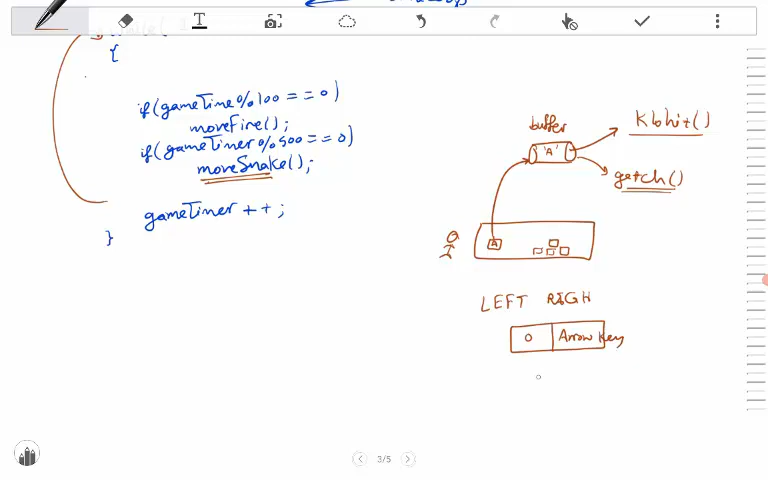 {
if(gameTime%100 == 0)
moveFire();
if(gameTimer%500 == 0)
moveSnake();
gameTimer ++;
}
buffer
'A'
Kbhit()
getch()
A
LEFT RIGH
0 Arrow Key
3/5